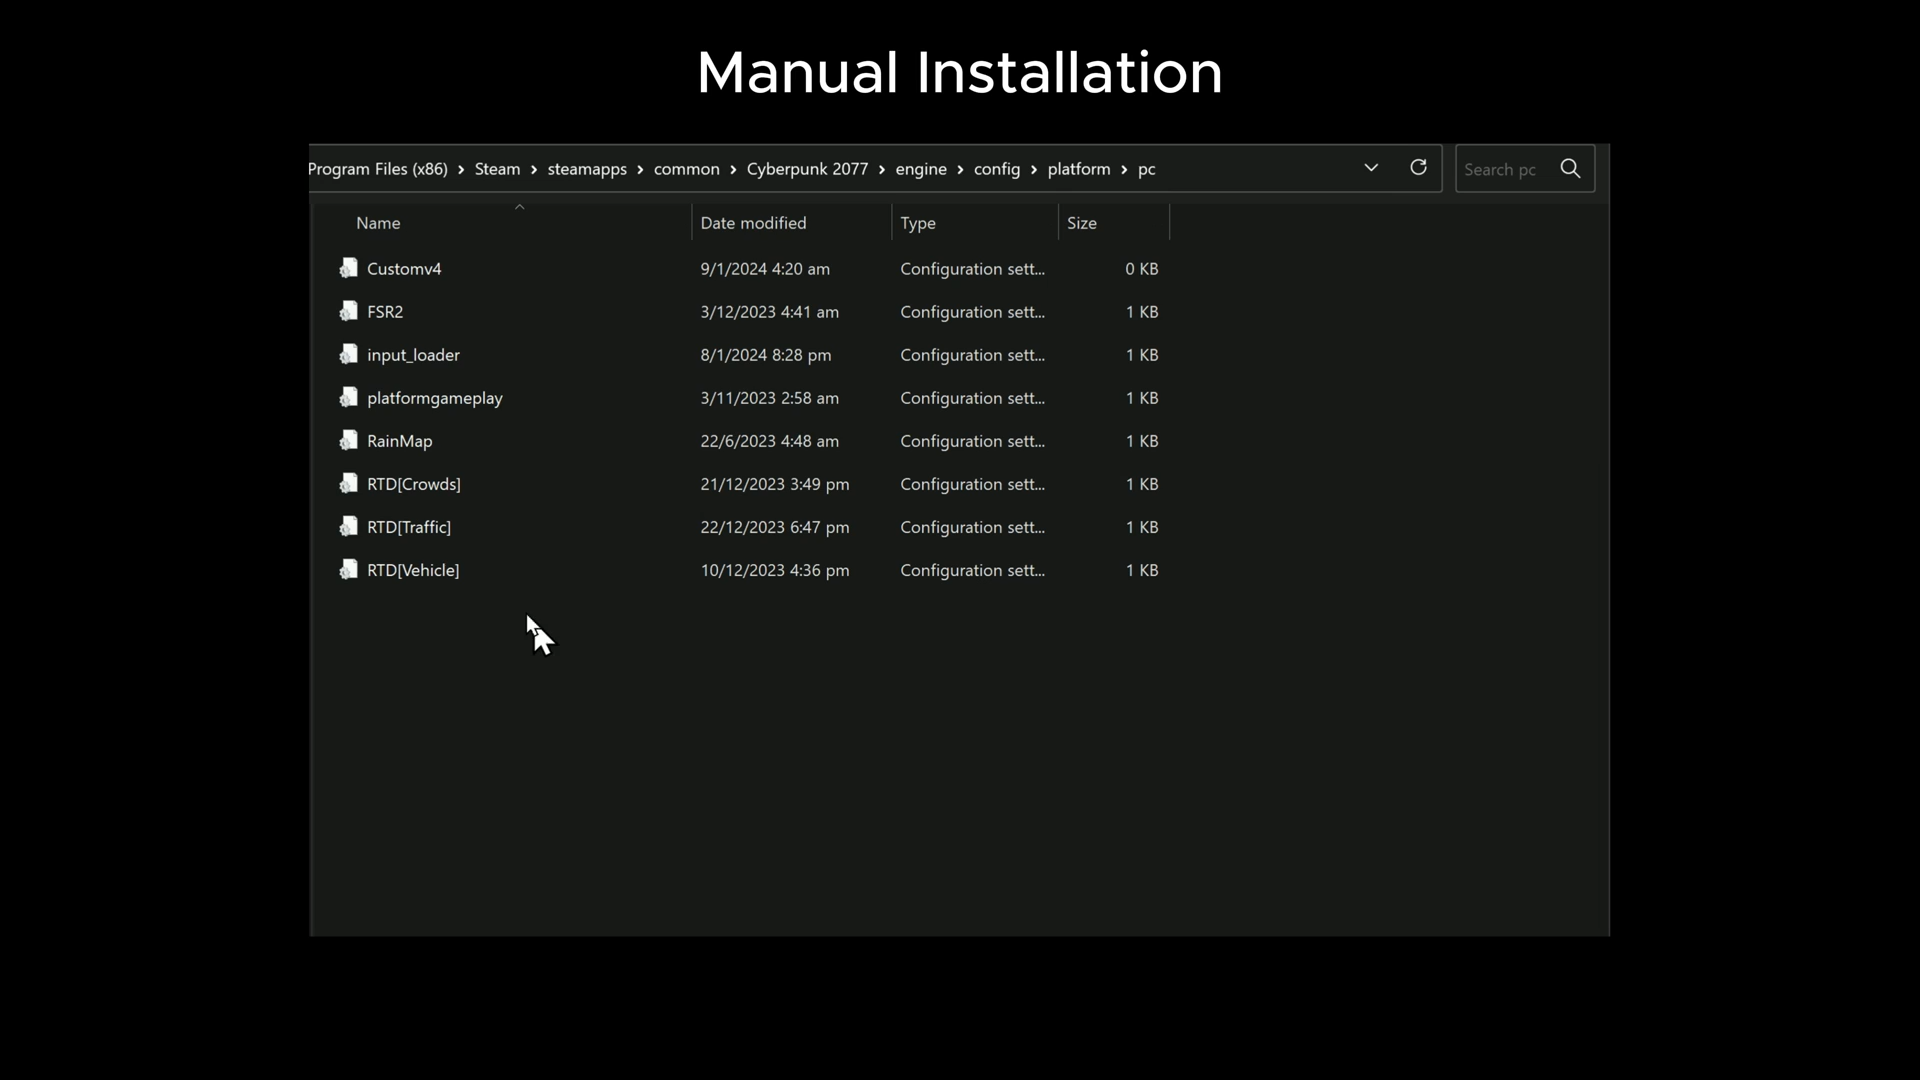 Manual Installation
Program Files (x86) › Steam › steamapps › common › Cyberpunk 2077 › engine › config › platform › pc
Search pc
Name Date modified Type Size
Customv4 9/1/2024 4:20 am Configuration sett... 0 KB
FSR2 3/12/2023 4:41 am Configuration sett... 1 KB
input_loader 8/1/2024 8:28 pm Configuration sett... 1 KB
platformgameplay 3/11/2023 2:58 am Configuration sett... 1 KB
RainMap 22/6/2023 4:48 am Configuration sett... 1 KB
RTD[Crowds] 21/12/2023 3:49 pm Configuration sett... 1 KB
RTD[Traffic] 22/12/2023 6:47 pm Configuration sett... 1 KB
RTD[Vehicle] 10/12/2023 4:36 pm Configuration sett... 1 KB